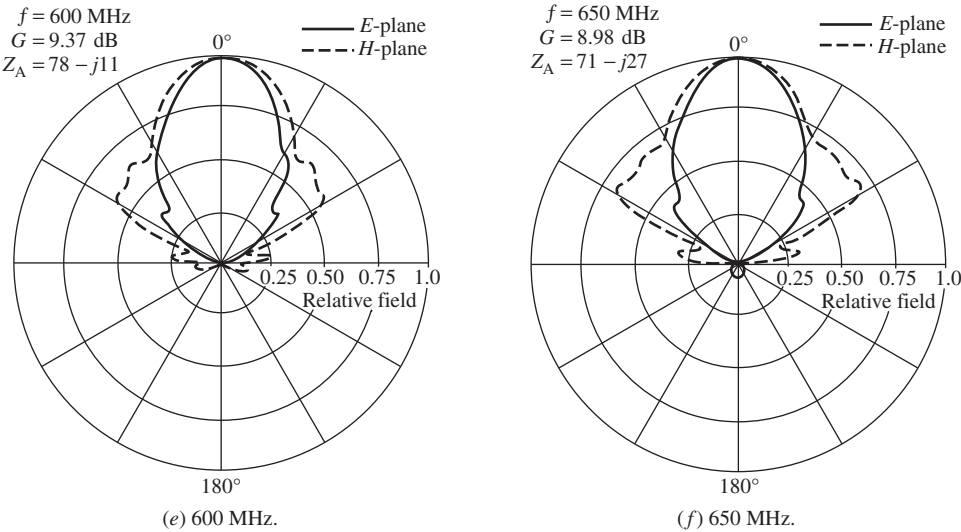 f = 600 MHz
G = 9.37 dB
Z_A = 78 – j11
0°
E-plane
H-plane
0.25 0.50 0.75 1.0
Relative field
180°
(e) 600 MHz.
f = 650 MHz
G = 8.98 dB
Z_A = 71 – j27
0°
E-plane
H-plane
0.25 0.50 0.75 1.0
Relative field
180°
(f) 650 MHz.